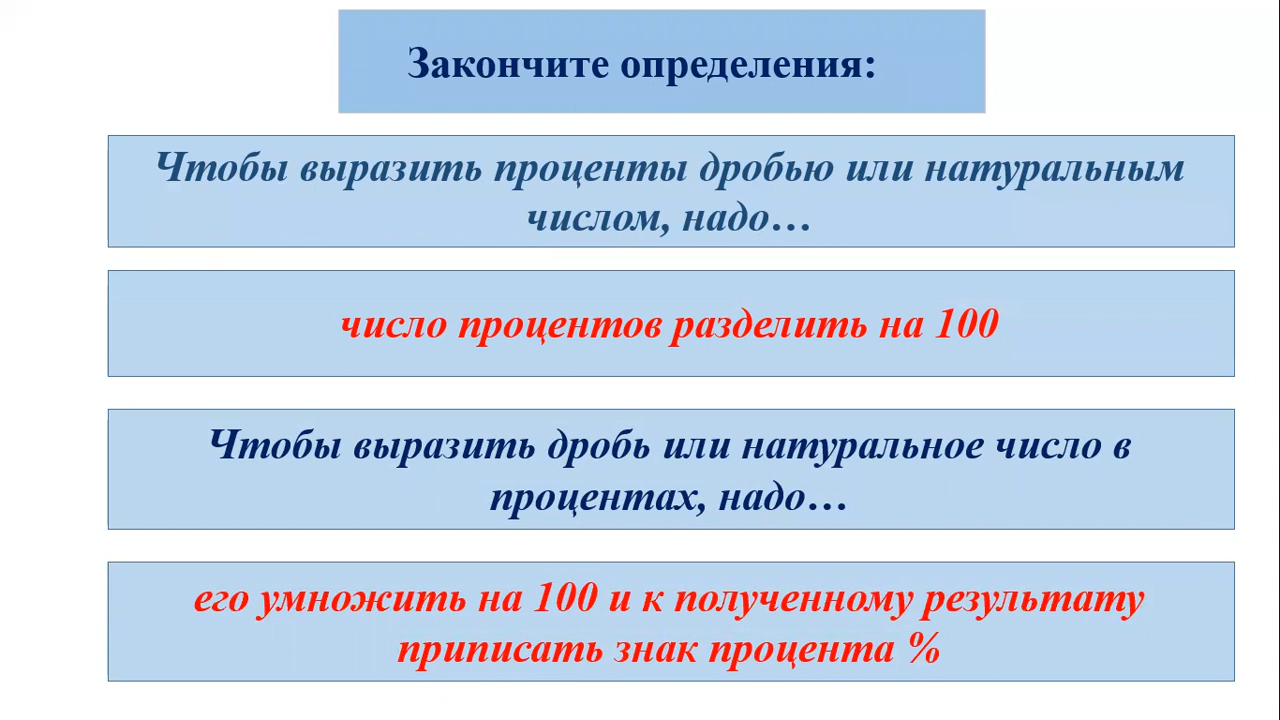 Закончите определения:
Чтобы выразить проценты дробью или натуральным
числом, надо…
число процентов разделить на 100
Чтобы выразить дробь или натуральное число в
процентах, надо…
его умножить на 100 и к полученному результату
приписать знак процента %